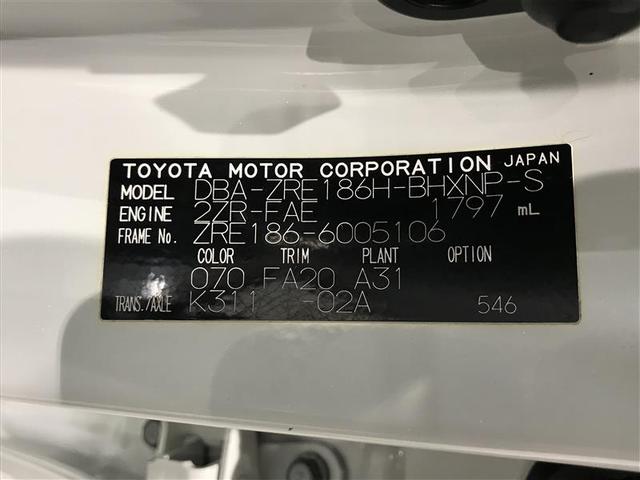 TOYOTA MOTOR CORPORATION JAPAN
MODEL DBA-ZRE186H-BHXNP-S
ENGINE 2ZR-FAE 1797 mL
FRAME No. ZRE186-6005106
COLOR TRIM PLANT OPTION
070 FA20 A31
TRANS./AXLE K311 -02A 546